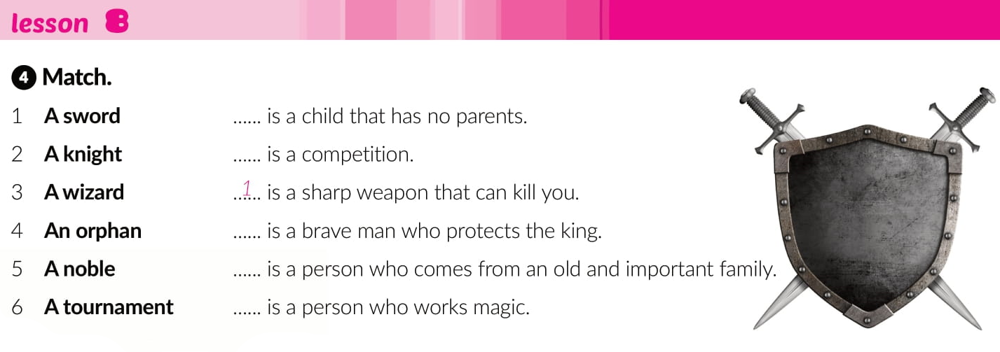 lesson 8
4 Match.
1 A sword ...... is a child that has no parents.
2 A knight ...... is a competition.
3 A wizard ...1... is a sharp weapon that can kill you.
4 An orphan ...... is a brave man who protects the king.
5 A noble ...... is a person who comes from an old and important family.
6 A tournament ...... is a person who works magic.